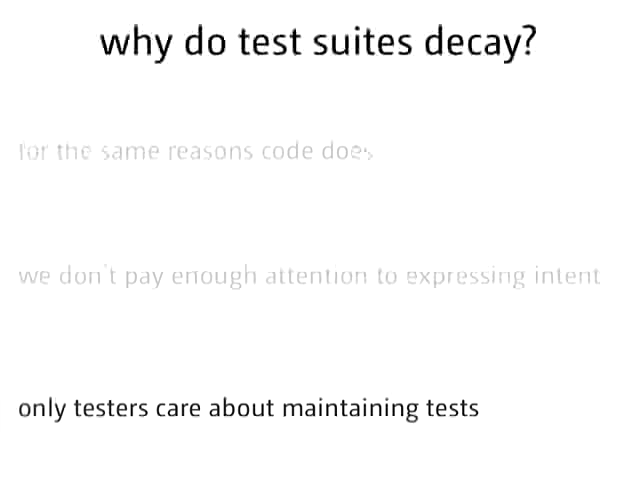 why do test suites decay?
for the same reasons code does
we don't pay enough attention to expressing intent
only testers care about maintaining tests